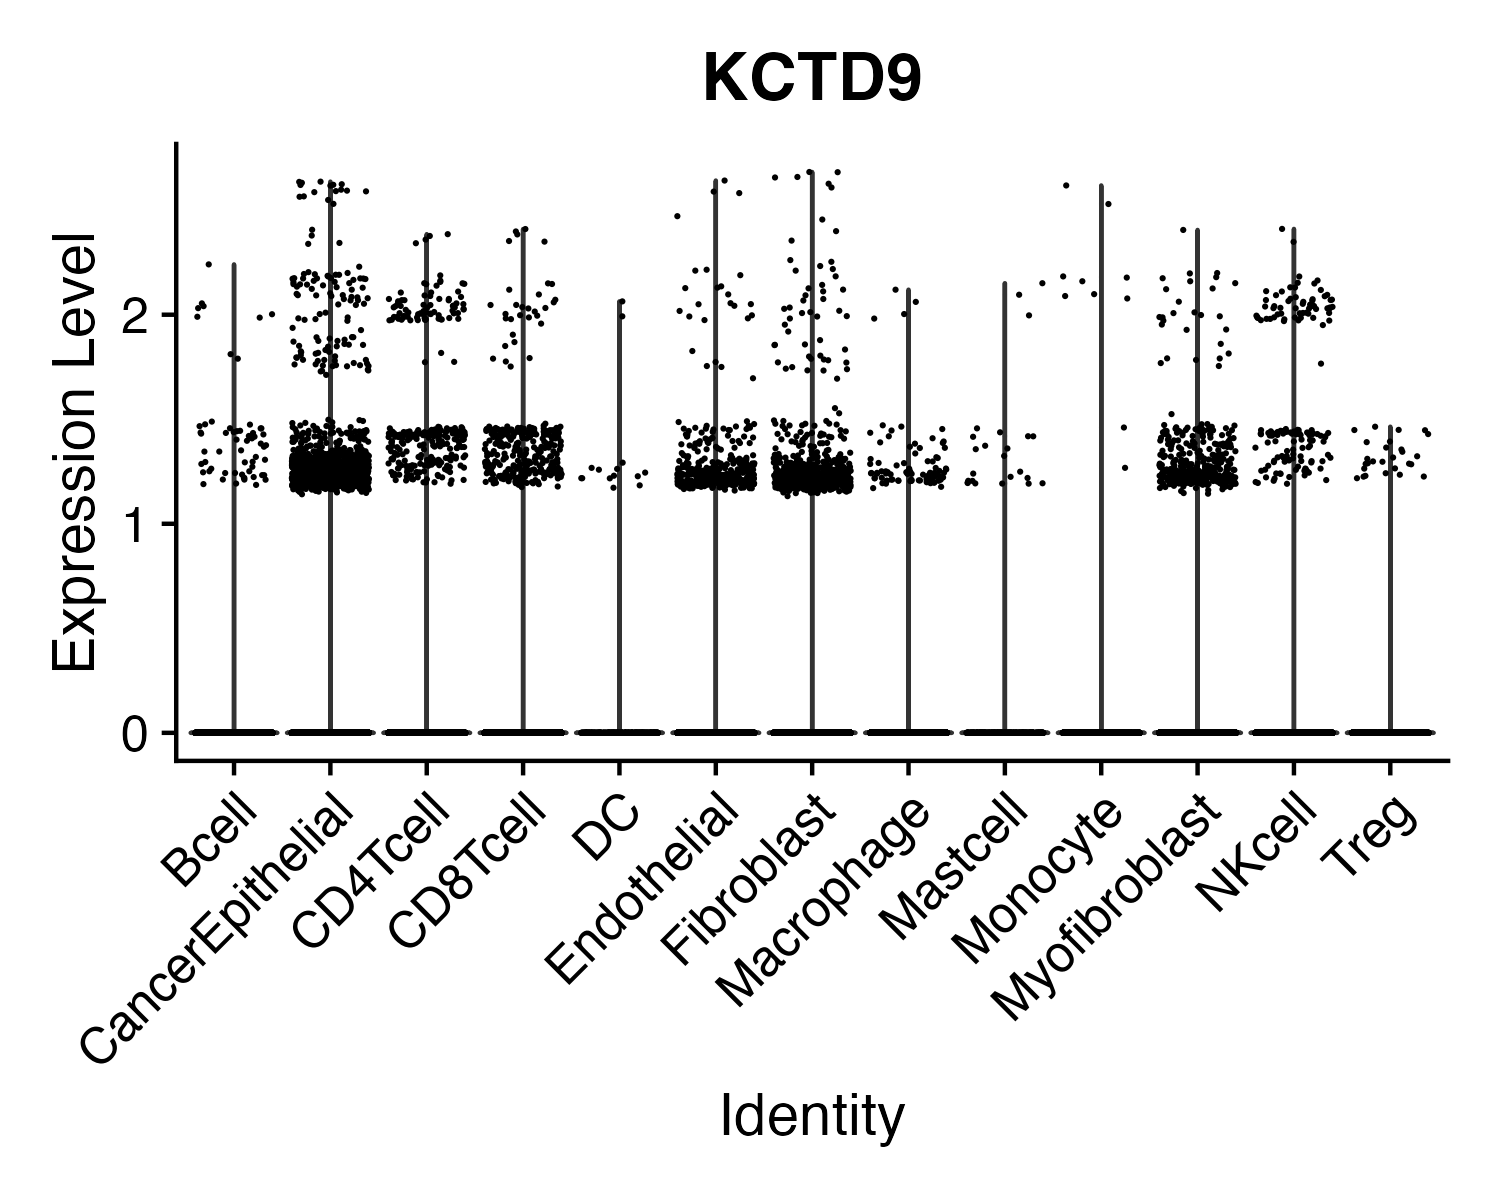 KCTD9
Expression Level
2
1
0
Bcell
CancerEpithelial
CD4Tcell
CD8Tcell
DC
Endothelial
Fibroblast
Macrophage
Mastcell
Monocyte
Myofibroblast
NKcell
Treg
Identity